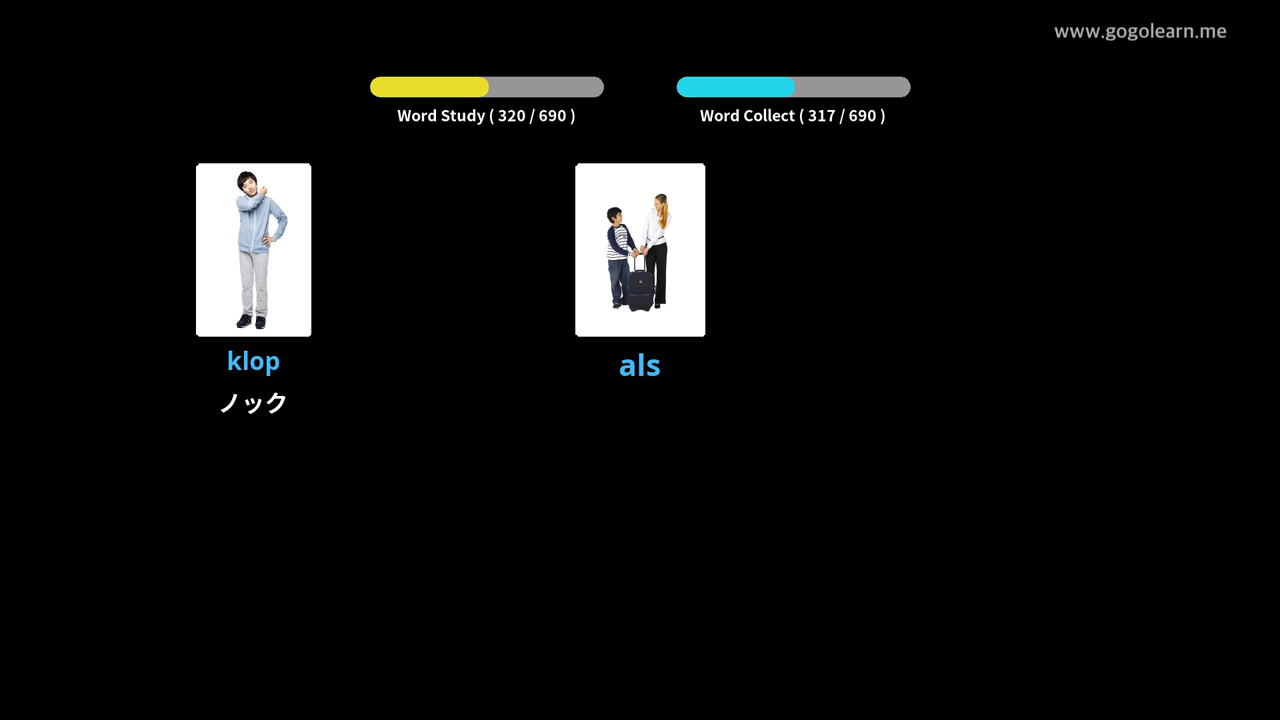 www.gogolearn.me
Word Study ( 320 / 690 )
Word Collect ( 317 / 690 )
klop
ノック
als